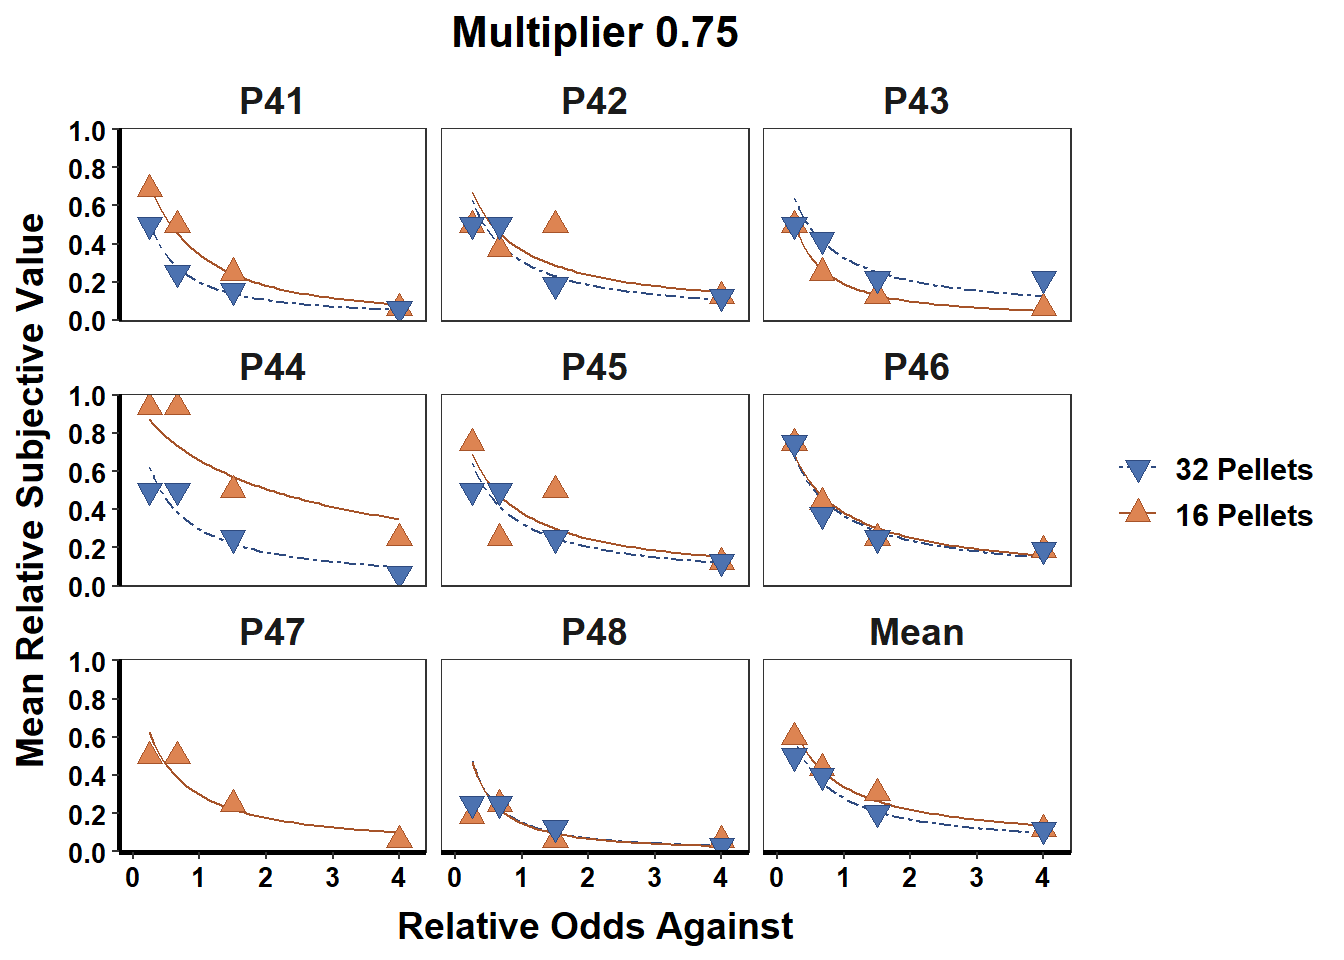 Multiplier 0.75
P41 P42 P43
1.0
0.8
0.6
0.4
0.2
0.0
P44 P45 P46
1.0
0.8
0.6
0.4
0.2
0.0
P47 P48 Mean
1.0
0.8
0.6
0.4
0.2
0.0
0 1 2 3 4 0 1 2 3 4 0 1 2 3 4
Relative Odds Against
Mean Relative Subjective Value
32 Pellets
16 Pellets